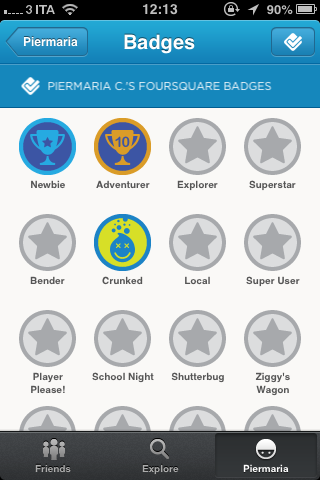 3 ITA 12:13 90%
Piermaria Badges
PIERMARIA C.'S FOURSQUARE BADGES
10
Newbie Adventurer Explorer Superstar
Bender Crunked Local Super User
Player Please! School Night Shutterbug Ziggy's Wagon
Friends Explore Piermaria